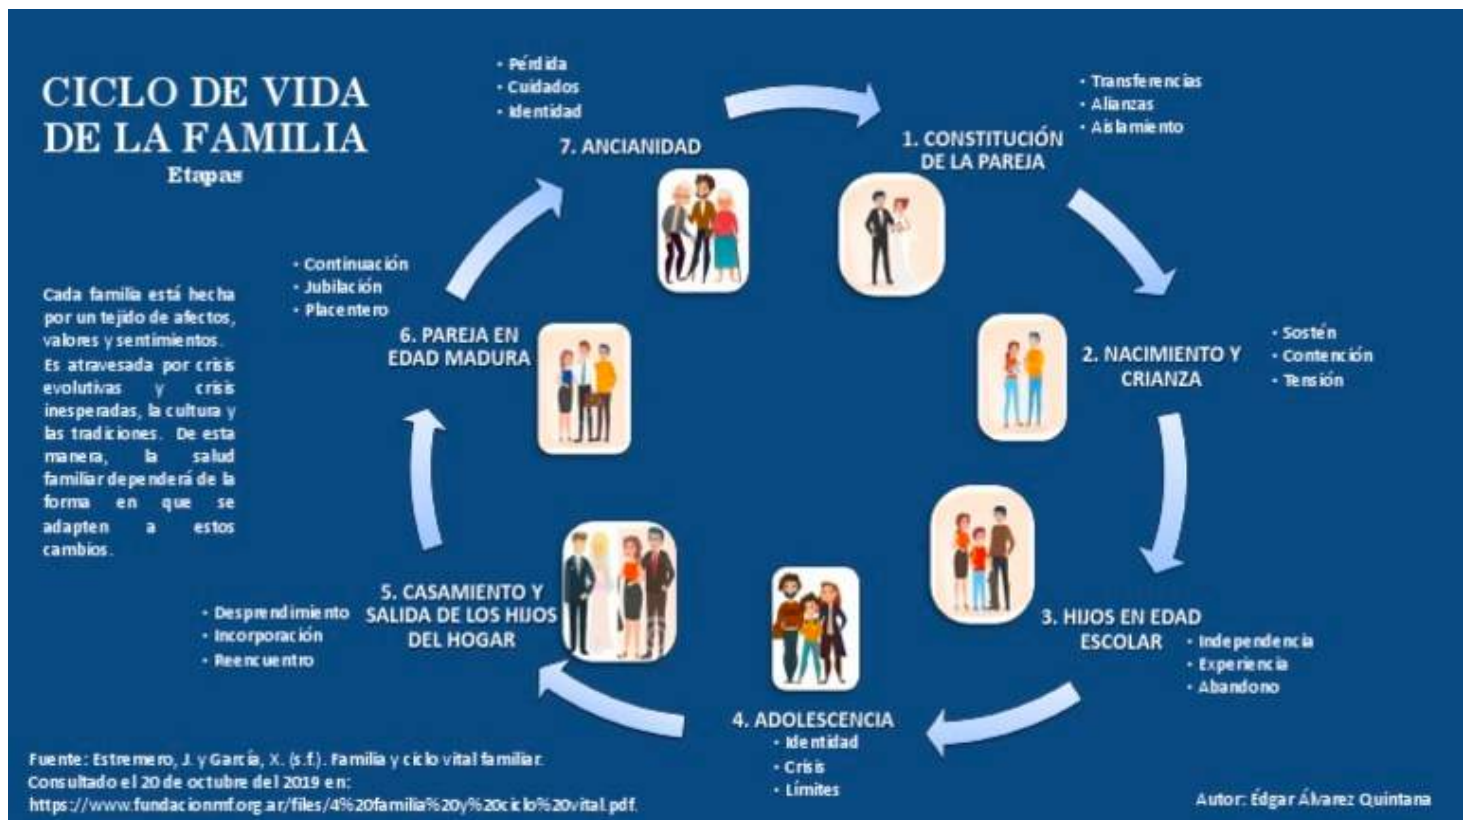 CICLO DE VIDA
DE LA FAMILIA
Etapas
Cada familia está hecha
por un tejido de afectos,
valores y sentimientos.
Es atravesada por crisis
evolutivas y crisis
inesperadas, la cultura y
las tradiciones. De esta
manera, la salud
familiar dependerá de la
forma en que se
adapten a estos
cambios.
1. CONSTITUCIÓN
DE LA PAREJA
• Transferencias
• Alianzas
• Aislamiento
2. NACIMIENTO Y
CRIANZA
• Sostén
• Contención
• Tensión
3. HIJOS EN EDAD
ESCOLAR
• Independencia
• Experiencia
• Abandono
4. ADOLESCENCIA
• Identidad
• Crisis
• Límites
5. CASAMIENTO Y
SALIDA DE LOS HIJOS
DEL HOGAR
• Desprendimiento
• Incorporación
• Reencuentro
6. PAREJA EN
EDAD MADURA
• Continuación
• Jubilación
• Placentero
7. ANCIANIDAD
• Pérdida
• Cuidados
• Identidad
Fuente: Estremero, J. y García, X. (s.f.). Familia y ciclo vital familiar.
Consultado el 20 de octubre del 2019 en:
https://www.fundacionmf.org.ar/files/4%20familia%20y%20ciclo%20vital.pdf.
Autor: Édgar Álvarez Quintana